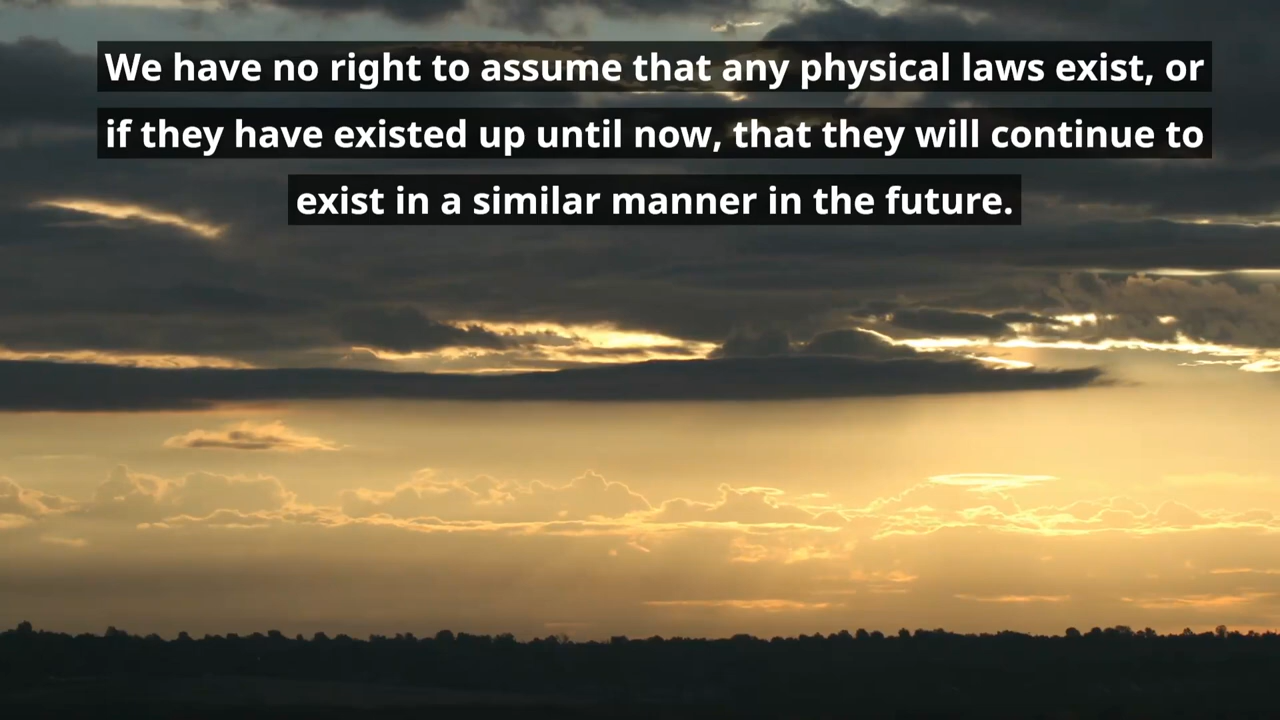 We have no right to assume that any physical laws exist, or
if they have existed up until now, that they will continue to
exist in a similar manner in the future.